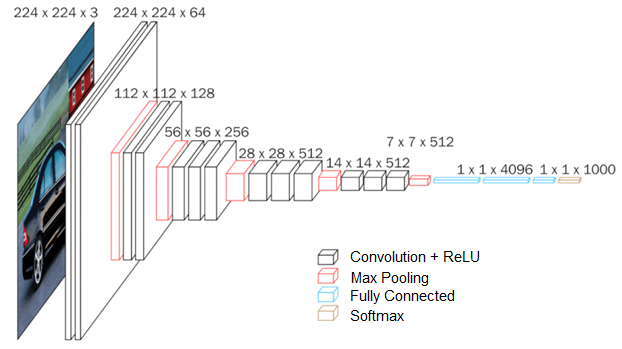 224 x 224 x 3
224 x 224 x 64
112 x 112 x 128
56 x 56 x 256
28 x 28 x 512
14 x 14 x 512
7 x 7 x 512
1 x 1 x 4096
1 x 1 x 1000
Convolution + ReLU
Max Pooling
Fully Connected
Softmax